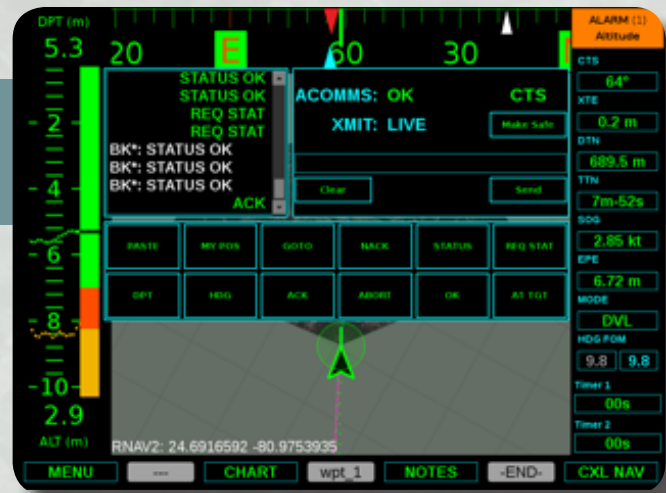 DPT (m)
5.3
20
E
60
30
ALARM (1)
Altitude
CTS
64°
XTE
0.2 m
DTN
689.5 m
TTN
7m-52s
SOG
2.85 kt
EPE
6.72 m
MODE
DVL
HDG FOM
9.8 9.8
Timer 1
00s
Timer 2
00s
STATUS OK
STATUS OK
REQ STAT
REQ STAT
BK*: STATUS OK
BK*: STATUS OK
BK*: STATUS OK
ACK
ACOMMS: OK CTS
XMIT: LIVE
Make Safe
Clear
Send
PASTE MY POS GOTO NACK STATUS REQ STAT
DPT HDG ACK ABORT OK AT TGT
- 2 -
- 4 -
- 6 -
- 8 -
-10-
2.9
ALT (m)
RNAV2: 24.6916592 -80.9753935
MENU --- CHART wpt_1 NOTES -END- CXL NAV